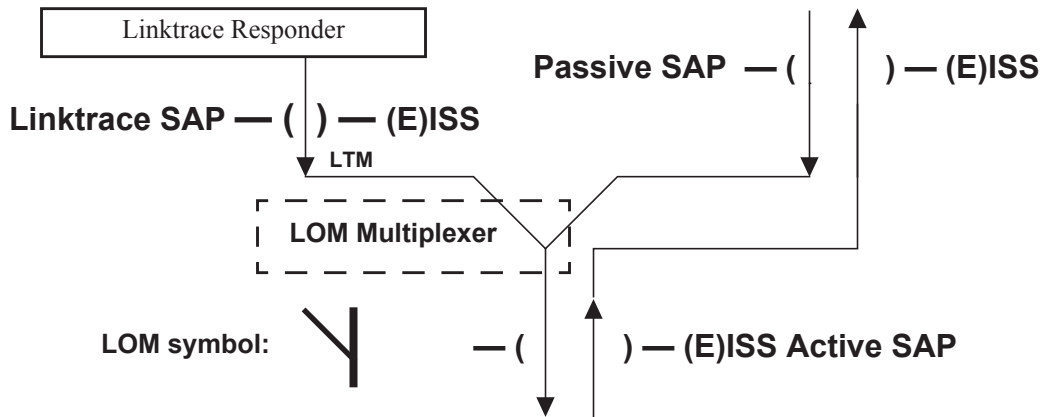 Linktrace Responder
Passive SAP — ( ) — (E)ISS
Linktrace SAP — ( ) — (E)ISS
LTM
LOM Multiplexer
LOM symbol:
— ( ) — (E)ISS Active SAP